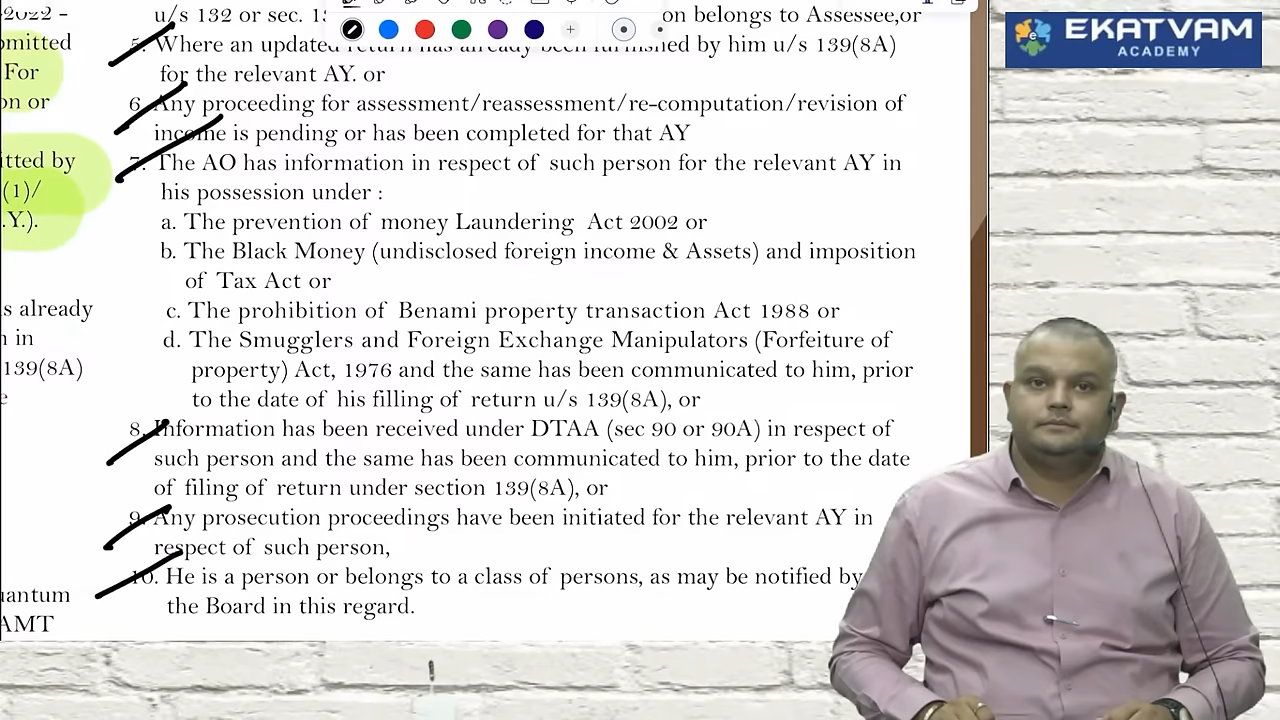 2022 -
omitted
For
on or
itted by
(1)/
.Y.).
s already
n in
139(8A)
e
uantum
AMT
u/s 132 or sec. on belongs to Assessee,or
5. Where an updated return has already been furnished by him u/s 139(8A)
for the relevant AY. or
6. Any proceeding for assessment/reassessment/re-computation/revision of
income is pending or has been completed for that AY
7. The AO has information in respect of such person for the relevant AY in
his possession under :
a. The prevention of money Laundering Act 2002 or
b. The Black Money (undisclosed foreign income & Assets) and imposition
of Tax Act or
c. The prohibition of Benami property transaction Act 1988 or
d. The Smugglers and Foreign Exchange Manipulators (Forfeiture of
property) Act, 1976 and the same has been communicated to him, prior
to the date of his filling of return u/s 139(8A), or
8. Information has been received under DTAA (sec 90 or 90A) in respect of
such person and the same has been communicated to him, prior to the date
of filing of return under section 139(8A), or
9. Any prosecution proceedings have been initiated for the relevant AY in
respect of such person,
10. He is a person or belongs to a class of persons, as may be notified by
the Board in this regard.
EKATVAM
ACADEMY